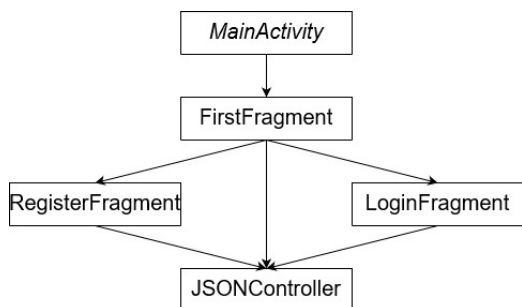 MainActivity
FirstFragment
RegisterFragment
LoginFragment
JSONController